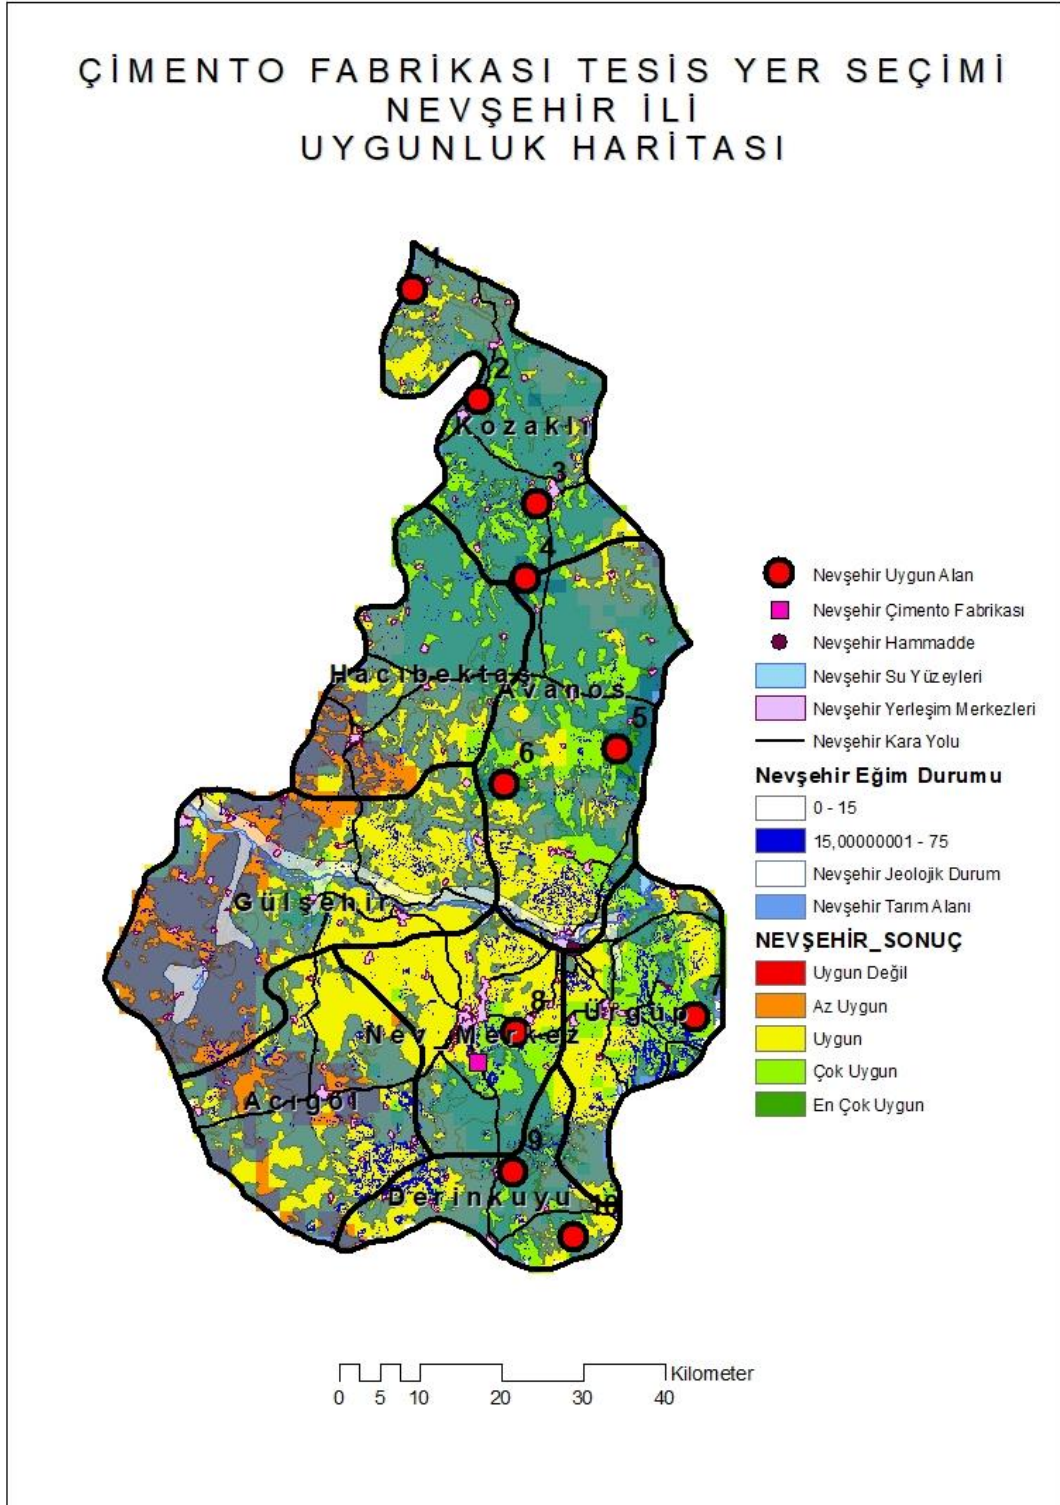 ÇİMENTO FABRİKASI TESİS YER SEÇİMİ
NEVŞEHİR İLİ
UYGUNLUK HARİTASI
1
2
Kozaklı
3
4
Hacıbektaş
Avanos
5
6
Gülşehir
7
8
Ürgüp
Nev_Merkez
Acıgöl
9
Derinkuyu
10
Nevşehir Uygun Alan
Nevşehir Çimento Fabrikası
Nevşehir Hammadde
Nevşehir Su Yüzeyleri
Nevşehir Yerleşim Merkezleri
Nevşehir Kara Yolu
Nevşehir Eğim Durumu
0 - 15
15,00000001 - 75
Nevşehir Jeolojik Durum
Nevşehir Tarım Alanı
NEVŞEHİR_SONUÇ
Uygun Değil
Az Uygun
Uygun
Çok Uygun
En Çok Uygun
Kilometer
0 5 10 20 30 40